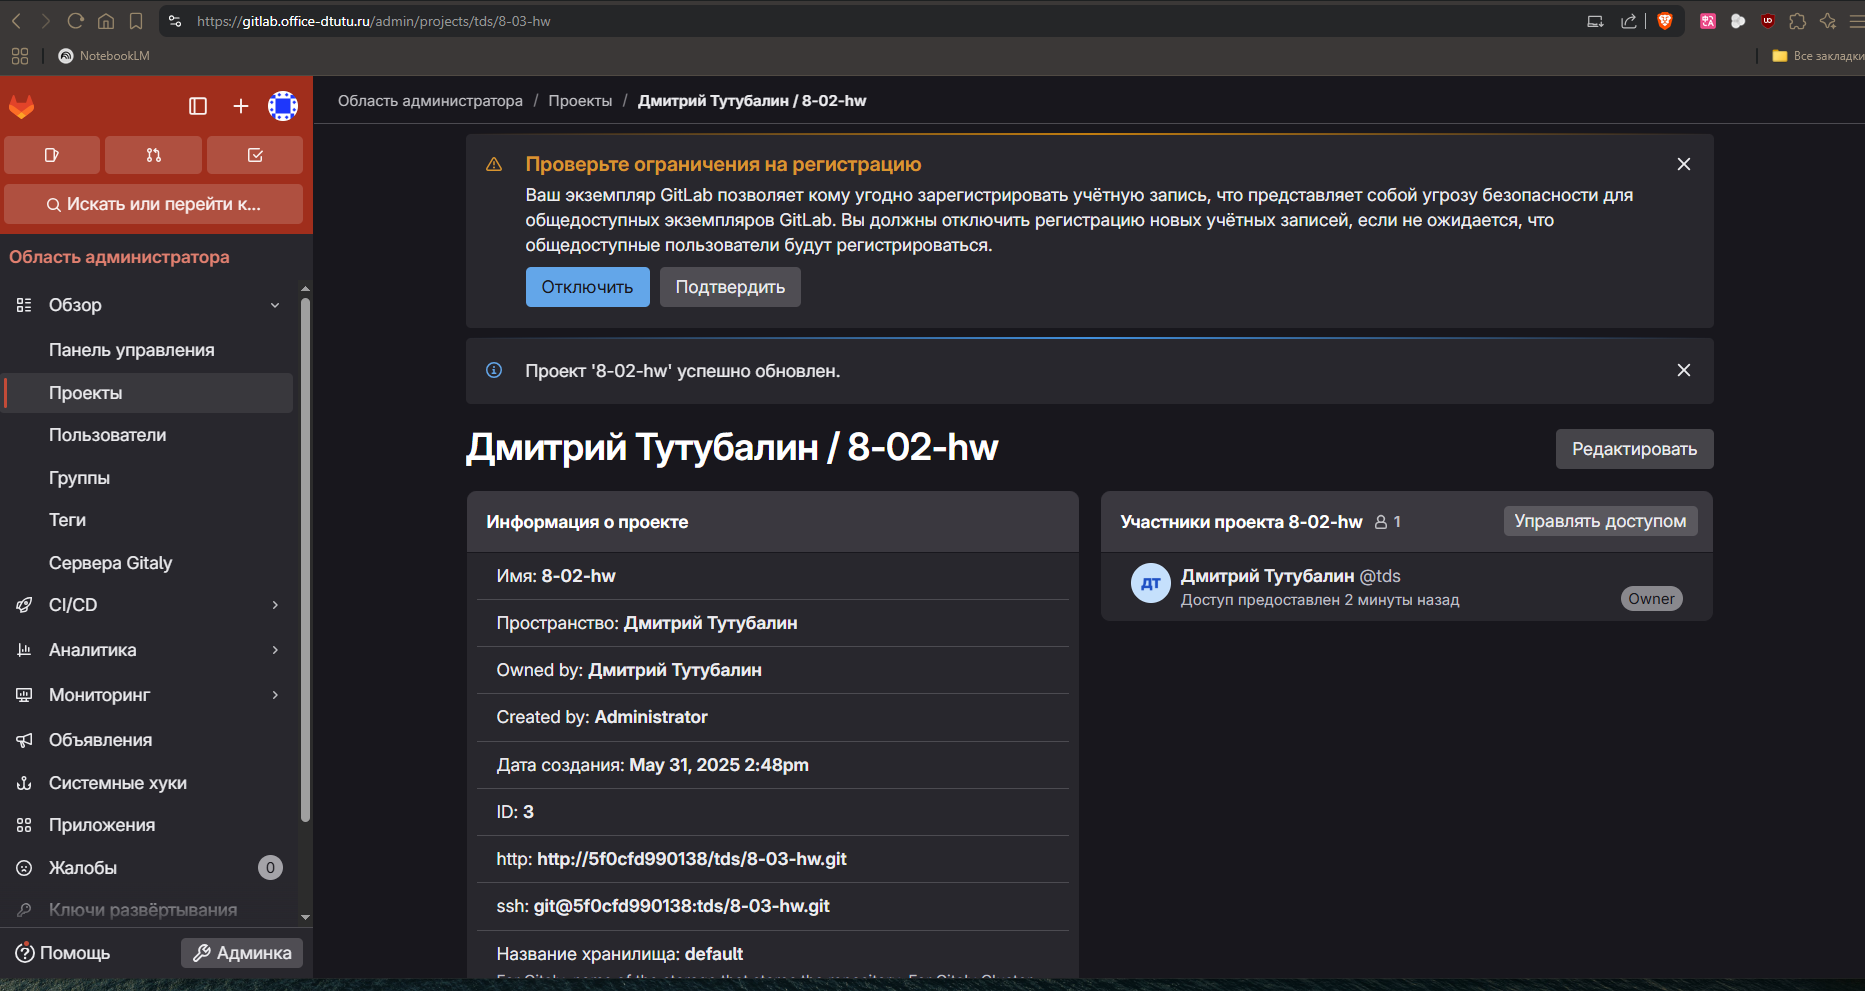 https://gitlab.office-dtutu.ru/admin/projects/tds/8-03-hw
NotebookLM
Все закладки
Искать или перейти к...
Область администратора
Обзор
Панель управления
Проекты
Пользователи
Группы
Теги
Сервера Gitaly
CI/CD
Аналитика
Мониторинг
Объявления
Системные хуки
Приложения
Жалобы 0
Ключи развёртывания
Помощь
Админка
Область администратора / Проекты / Дмитрий Тутубалин / 8-02-hw
Проверьте ограничения на регистрацию
Ваш экземпляр GitLab позволяет кому угодно зарегистрировать учётную запись, что представляет собой угрозу безопасности для
общедоступных экземпляров GitLab. Вы должны отключить регистрацию новых учётных записей, если не ожидается, что
общедоступные пользователи будут регистрироваться.
Отключить Подтвердить
Проект '8-02-hw' успешно обновлен.
Дмитрий Тутубалин / 8-02-hw
Редактировать
Информация о проекте
Имя: 8-02-hw
Пространство: Дмитрий Тутубалин
Owned by: Дмитрий Тутубалин
Created by: Administrator
Дата создания: May 31, 2025 2:48pm
ID: 3
http: http://5f0cfd990138/tds/8-03-hw.git
ssh: git@5f0cfd990138:tds/8-03-hw.git
Название хранилища: default
Участники проекта 8-02-hw 1
Управлять доступом
ДТ
Дмитрий Тутубалин @tds
Доступ предоставлен 2 минуты назад
Owner